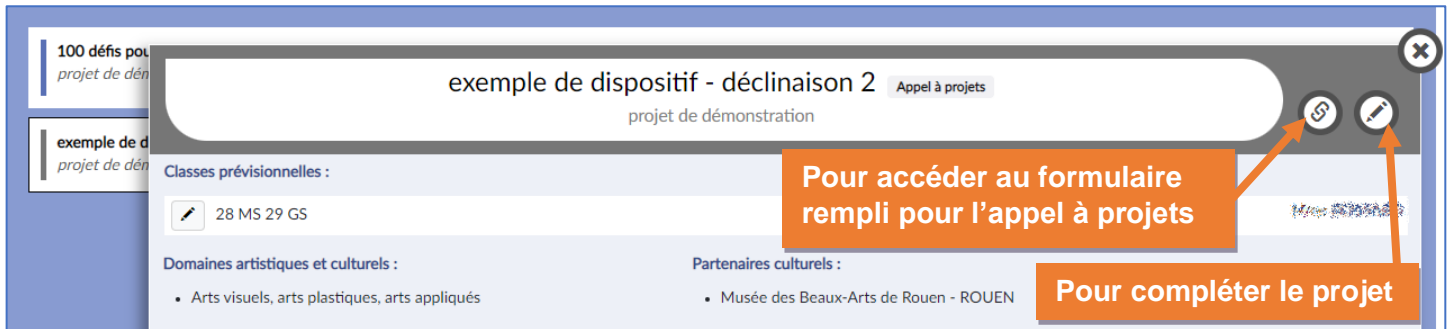 100 défis pou
projet de dén
exemple de d
projet de dén
exemple de dispositif - déclinaison 2 Appel à projets
projet de démonstration
Classes prévisionnelles :
28 MS 29 GS
Pour accéder au formulaire
rempli pour l’appel à projets
Domaines artistiques et culturels :
Partenaires culturels :
• Arts visuels, arts plastiques, arts appliqués
• Musée des Beaux-Arts de Rouen - ROUEN
Pour compléter le projet